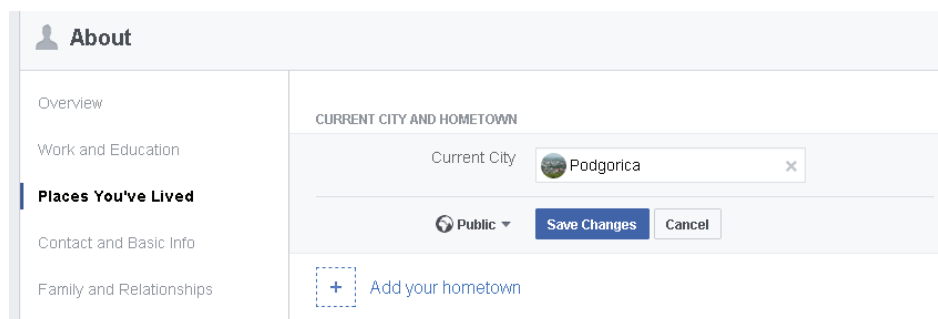 About
Overview
Work and Education
Places You've Lived
Contact and Basic Info
Family and Relationships
CURRENT CITY AND HOMETOWN
Current City Podgorica
Public Save Changes Cancel
Add your hometown